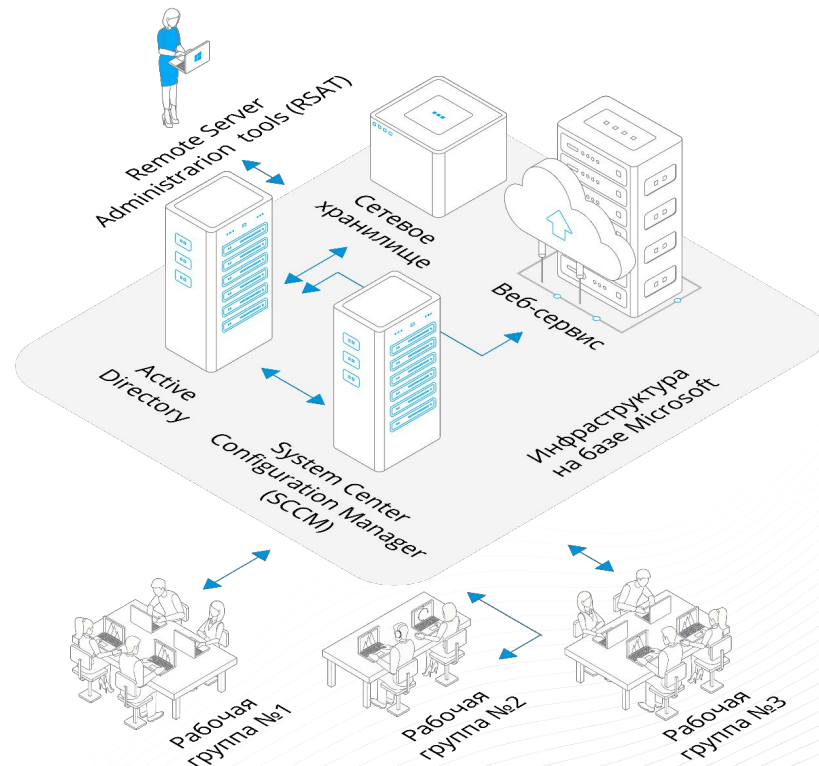 Remote Server
Administrarion tools (RSAT)
Сетевое
хранилище
Веб-сервис
Active
Directory
System Center
Configuration Manager
(SCCM)
Инфраструктура
на базе Microsoft
Рабочая
группа №1
Рабочая
группа №2
Рабочая
группа №3